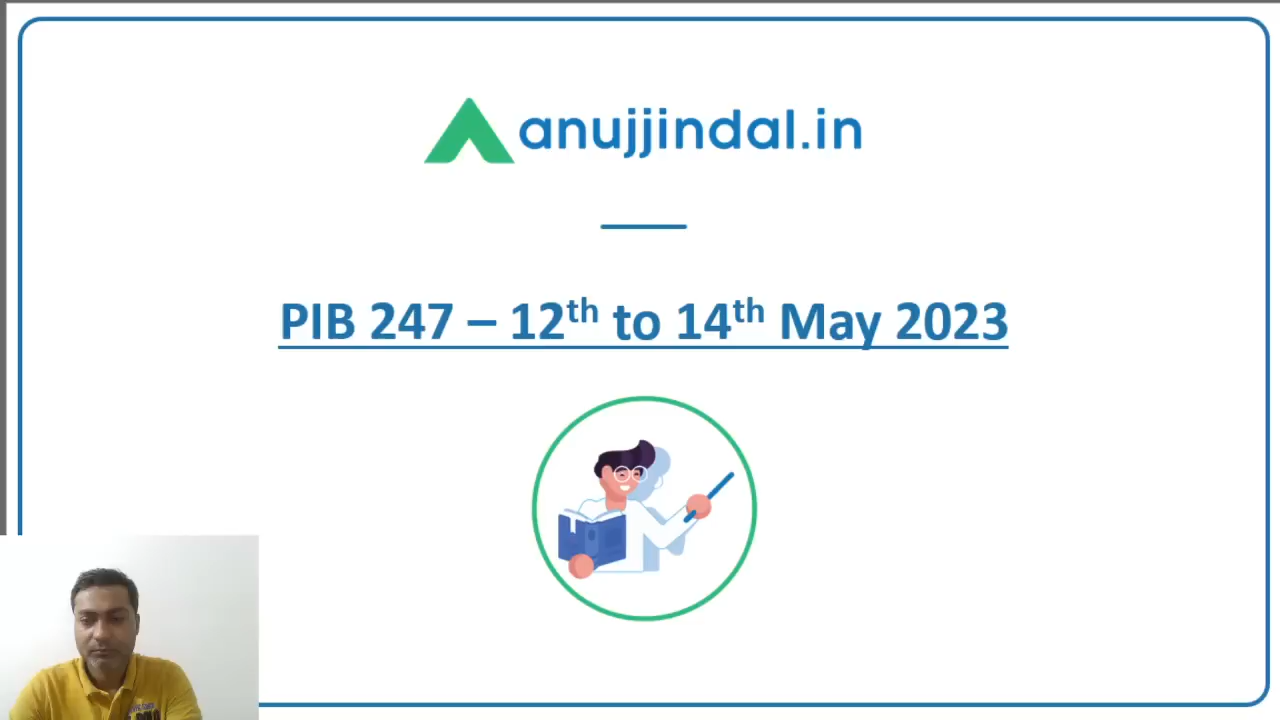 anujjindal.in
PIB 247 – 12th to 14th May 2023